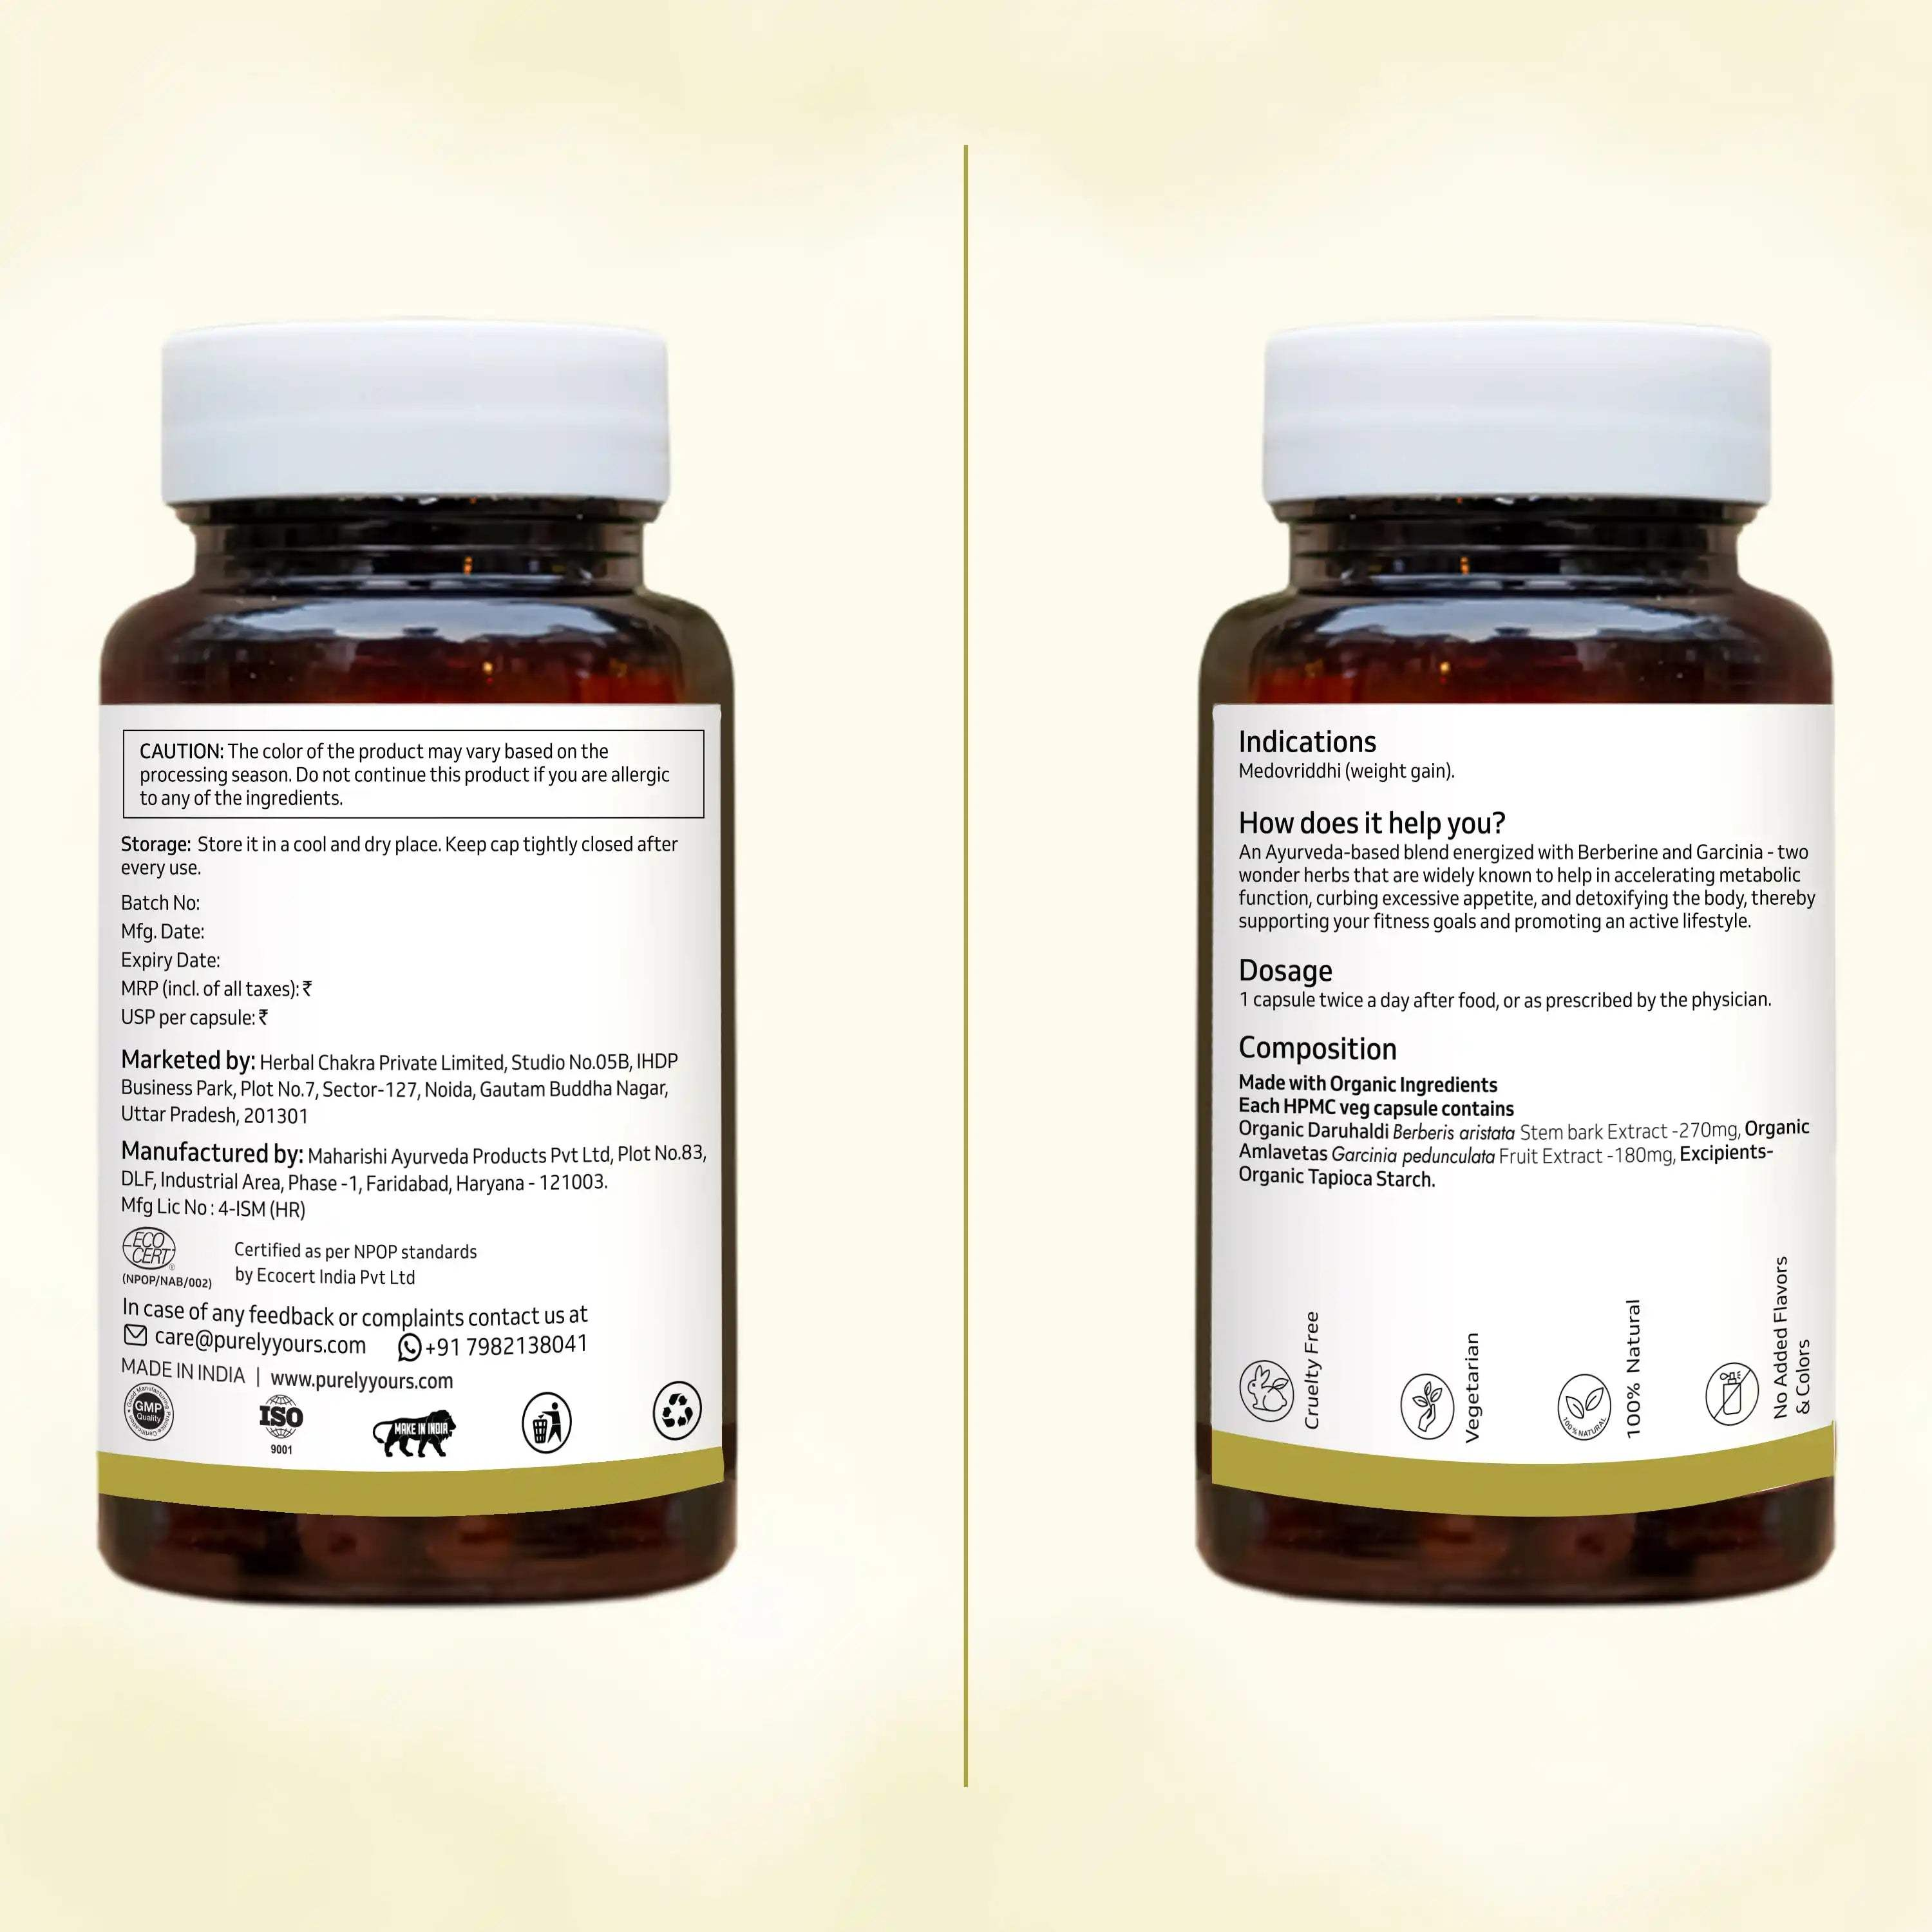 CAUTION: The color of the product may vary based on the
processing season. Do not continue this product if you are allergic
to any of the ingredients.
Storage: Store it in a cool and dry place. Keep cap tightly closed after
every use.
Batch No:
Mfg. Date:
Expiry Date:
MRP (incl. of all taxes): ₹
USP per capsule: ₹
Marketed by: Herbal Chakra Private Limited, Studio No.05B, IHDP
Business Park, Plot No.7, Sector-127, Noida, Gautam Buddha Nagar,
Uttar Pradesh, 201301
Manufactured by: Maharishi Ayurveda Products Pvt Ltd, Plot No.83,
DLF, Industrial Area, Phase -1, Faridabad, Haryana - 121003.
Mfg Lic No : 4-ISM (HR)
ECO
CERT®
(NPOP/NAB/002)
Certified as per NPOP standards
by Ecocert India Pvt Ltd
In case of any feedback or complaints contact us at
care@purelyyours.com +91 7982138041
MADE IN INDIA | www.purelyyours.com
Good Manufacturing Practice Certification
GMP
Quality
ISO
9001
MAKE IN INDIA
Indications
Medovriddhi (weight gain).
How does it help you?
An Ayurveda-based blend energized with Berberine and Garcinia - two
wonder herbs that are widely known to help in accelerating metabolic
function, curbing excessive appetite, and detoxifying the body, thereby
supporting your fitness goals and promoting an active lifestyle.
Dosage
1 capsule twice a day after food, or as prescribed by the physician.
Composition
Made with Organic Ingredients
Each HPMC veg capsule contains
Organic Daruhaldi Berberis aristata Stem bark Extract -270mg, Organic
Amlavetas Garcinia pedunculata Fruit Extract -180mg, Excipients-
Organic Tapioca Starch.
Cruelty Free
Vegetarian
100% NATURAL
100% Natural
No Added Flavors
& Colors